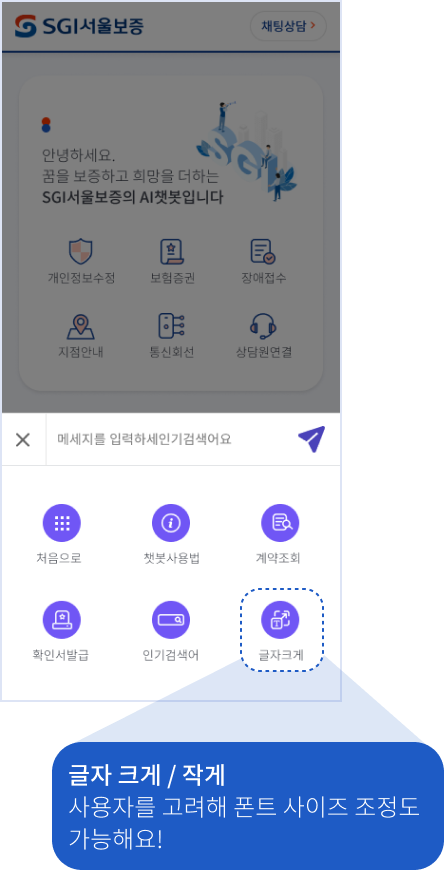 SGI서울보증
채팅상담 >
안녕하세요.
꿈을 보증하고 희망을 더하는
SGI서울보증의 AI챗봇입니다
SGI
개인정보수정 보험증권 장애접수
지점안내 통신회선 상담원연결
메세지를 입력하세인기검색어요
처음으로 챗봇사용법 계약조회
확인서발급 인기검색어 글자크게
글자 크게 / 작게
사용자를 고려해 폰트 사이즈 조정도
가능해요!